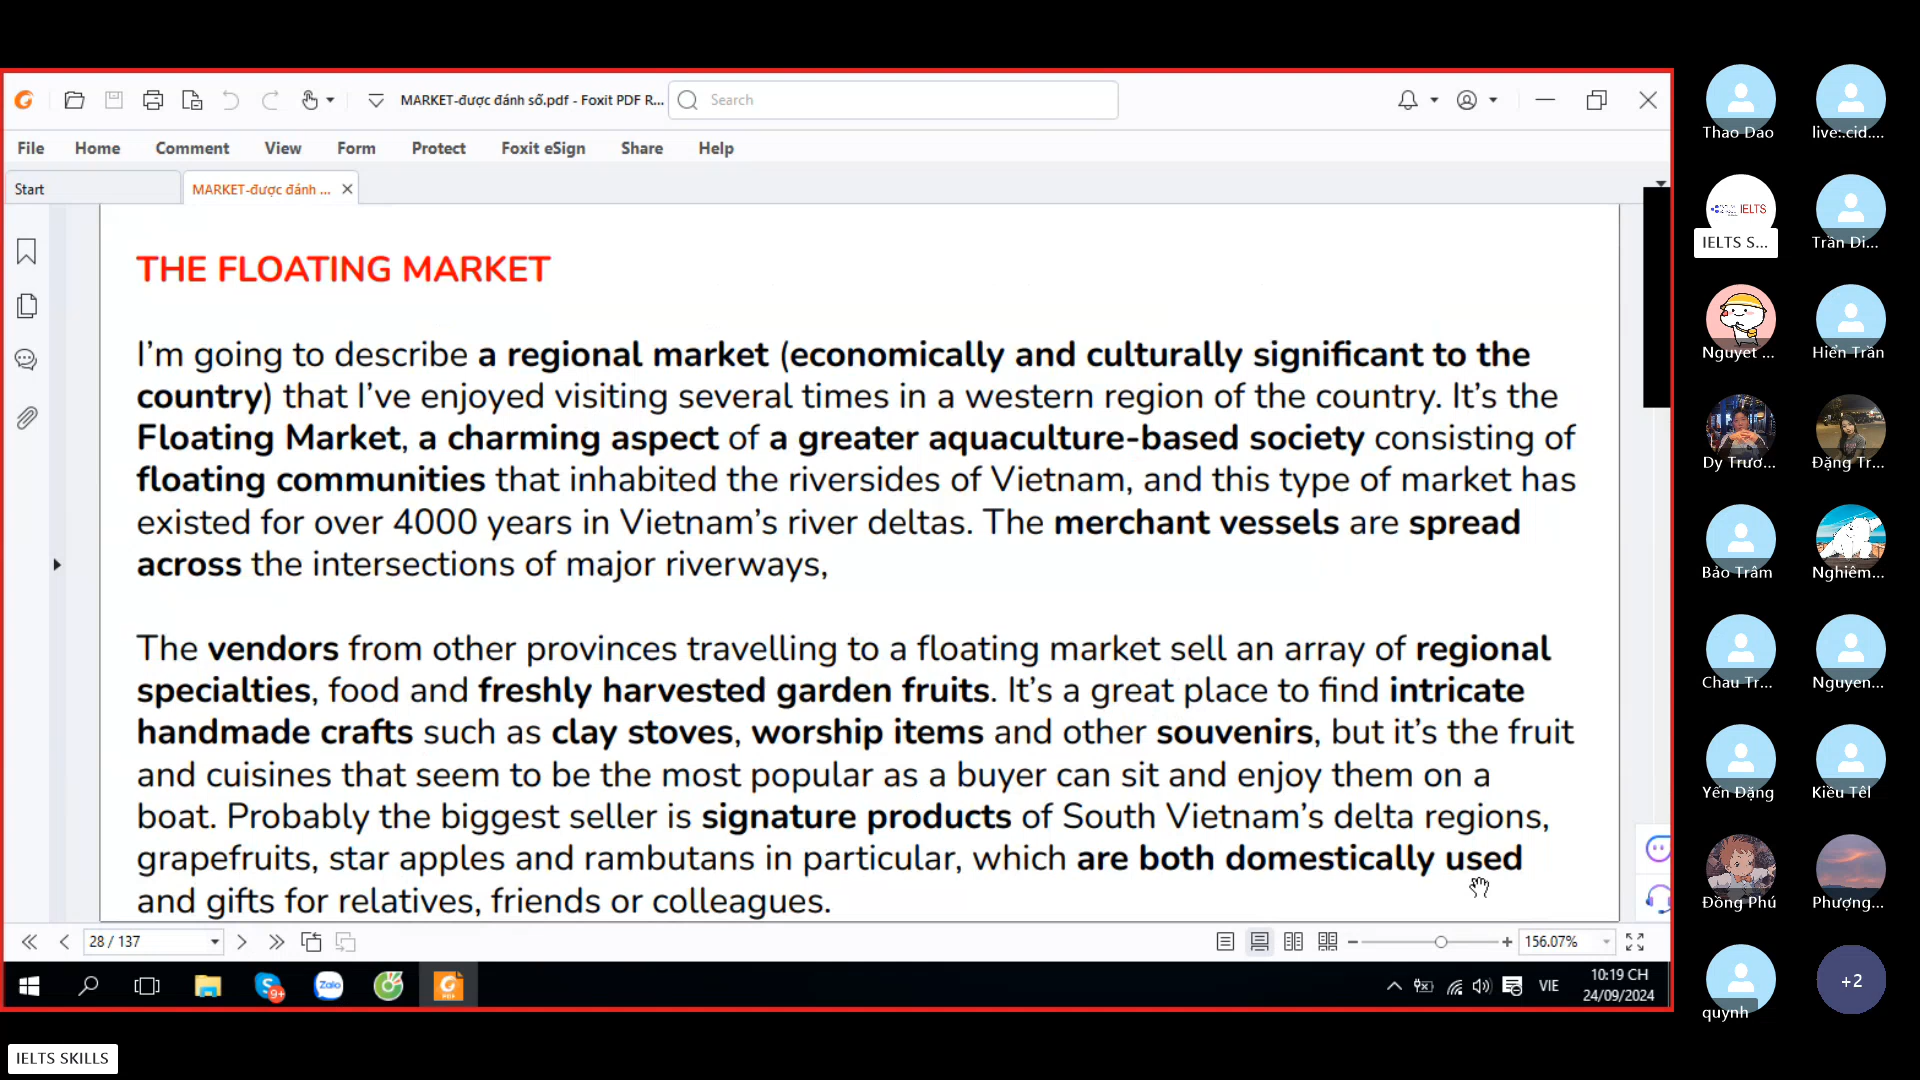 MARKET-được đánh số.pdf - Foxit PDF R...
Search
File Home Comment View Form Protect Foxit eSign Share Help
Start
MARKET-được đánh ...
THE FLOATING MARKET
I'm going to describe a regional market (economically and culturally significant to the
country) that I've enjoyed visiting several times in a western region of the country. It's the
Floating Market, a charming aspect of a greater aquaculture-based society consisting of
floating communities that inhabited the riversides of Vietnam, and this type of market has
existed for over 4000 years in Vietnam's river deltas. The merchant vessels are spread
across the intersections of major riverways,
The vendors from other provinces travelling to a floating market sell an array of regional
specialties, food and freshly harvested garden fruits. It's a great place to find intricate
handmade crafts such as clay stoves, worship items and other souvenirs, but it's the fruit
and cuisines that seem to be the most popular as a buyer can sit and enjoy them on a
boat. Probably the biggest seller is signature products of South Vietnam's delta regions,
grapefruits, star apples and rambutans in particular, which are both domestically used
and gifts for relatives, friends or colleagues.
28 / 137
156.07%
9+
Zalo
PDF
VIE
10:19 CH
24/09/2024
IELTS SKILLS
Thao Dao
live:.cid....
IELTS
IELTS S...
Trần Di...
Nguyet ...
Hiển Trần
Dy Trươ...
Đặng Tr...
Bảo Trâm
Nghiêm...
Chau Tr...
Nguyen...
Yến Đặng
Kiều Têl
Đồng Phú
Phượng...
quynh
+2